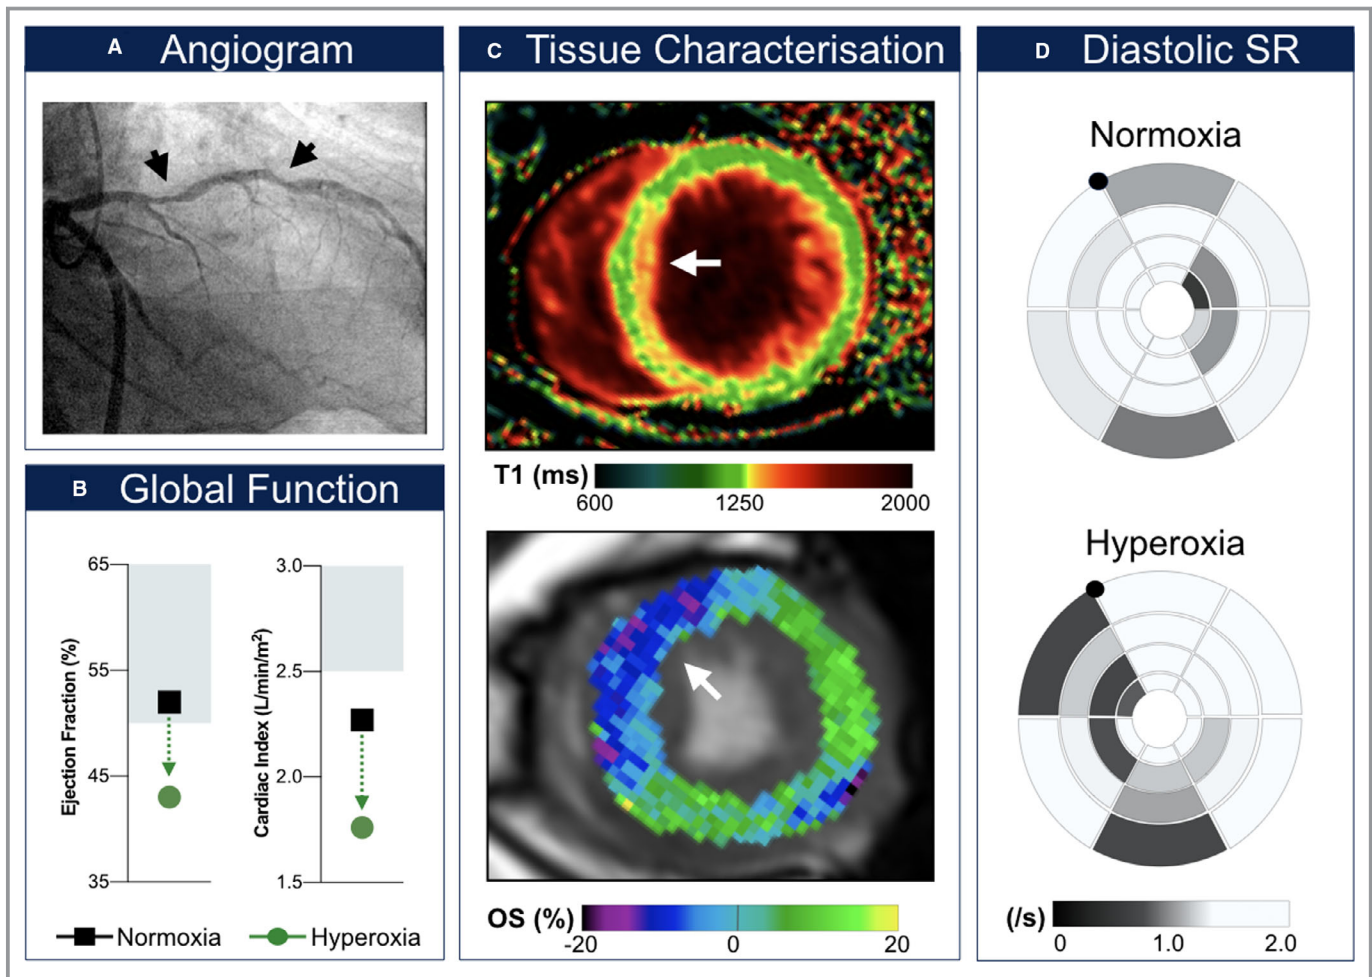 A Angiogram
B Global Function
65
55
45
35
Ejection Fraction (%)
3.0
2.5
2.0
1.5
Cardiac Index (L/min/m²)
Normoxia
Hyperoxia
C Tissue Characterisation
T1 (ms)
600
1250
2000
OS (%)
-20
0
20
D Diastolic SR
Normoxia
Hyperoxia
(/s)
0
1.0
2.0